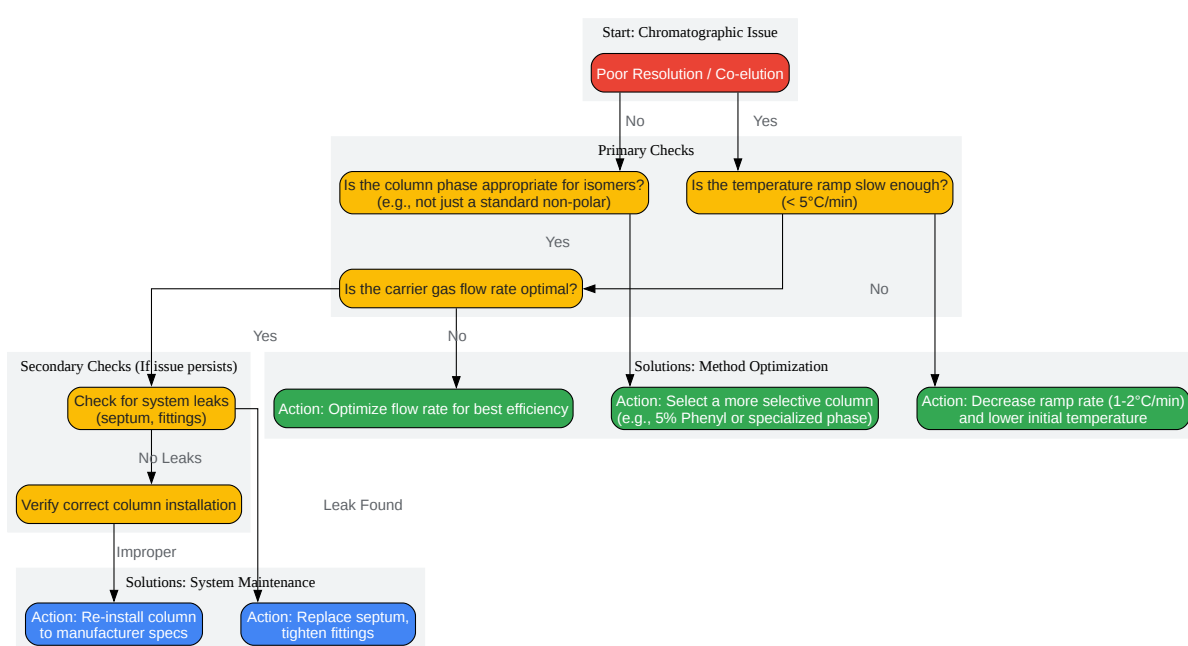 Start: Chromatographic Issue
Poor Resolution / Co-elution
No
Yes
Primary Checks
Is the column phase appropriate for isomers?
(e.g., not just a standard non-polar)
Is the temperature ramp slow enough?
(< 5°C/min)
Yes
Is the carrier gas flow rate optimal?
No
Yes
No
Secondary Checks (If issue persists)
Solutions: Method Optimization
Check for system leaks
(septum, fittings)
Action: Optimize flow rate for best efficiency
Action: Select a more selective column
(e.g., 5% Phenyl or specialized phase)
Action: Decrease ramp rate (1-2°C/min)
and lower initial temperature
No Leaks
Verify correct column installation
Leak Found
Improper
Solutions: System Maintenance
Action: Re-install column
to manufacturer specs
Action: Replace septum,
tighten fittings